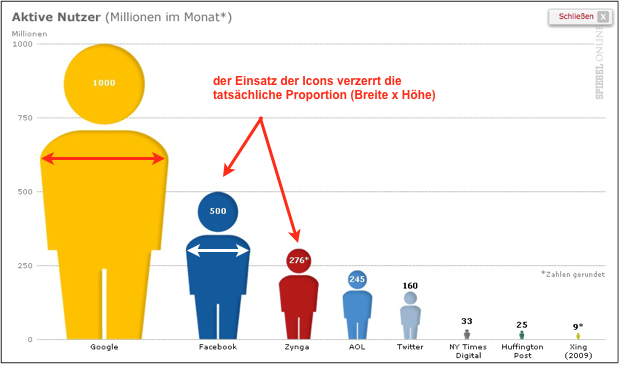 Aktive Nutzer (Millionen im Monat*)
Schließen X
Millionen
1000
750
500
250
0
1000
500
276*
245
160
33
25
9*
der Einsatz der Icons verzerrt die
tatsächliche Proportion (Breite x Höhe)
SPIEGEL ONLINE
*Zahlen gerundet
Google
Facebook
Zynga
AOL
Twitter
NY Times
Digital
Huffington
Post
Xing
(2009)